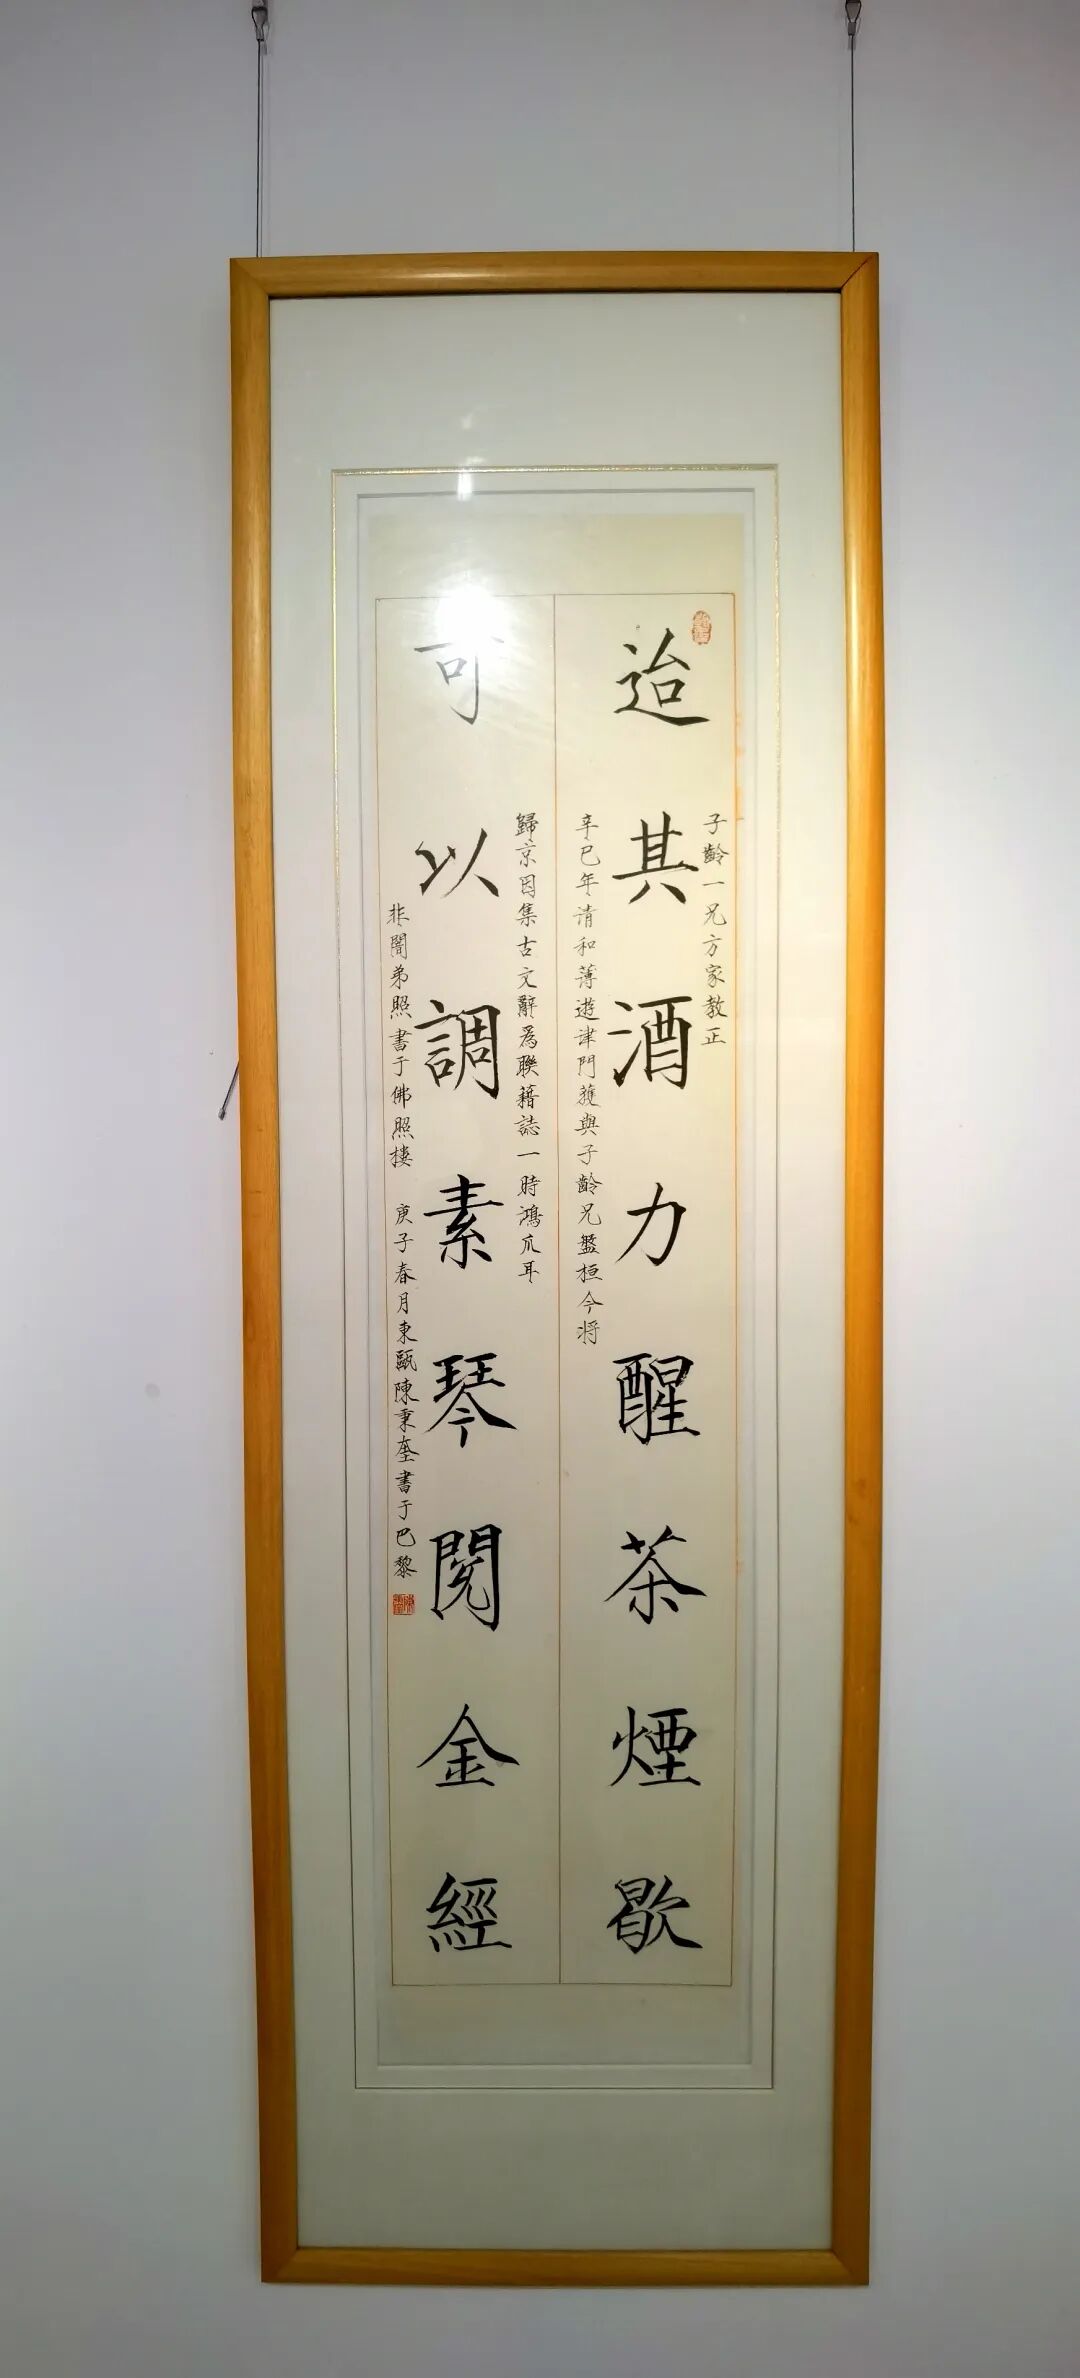 迨其酒力醒茶煙歇
子齡一兄方家教正
辛巳年清和薄遊津門獲與子齡兄盤桓今将
可以調素琴閱金經
歸京因集古文辭為聯藉誌一時鴻爪耳
非闇弟照書于佛照樓 庚子春月東甌陳秉奎書于巴黎